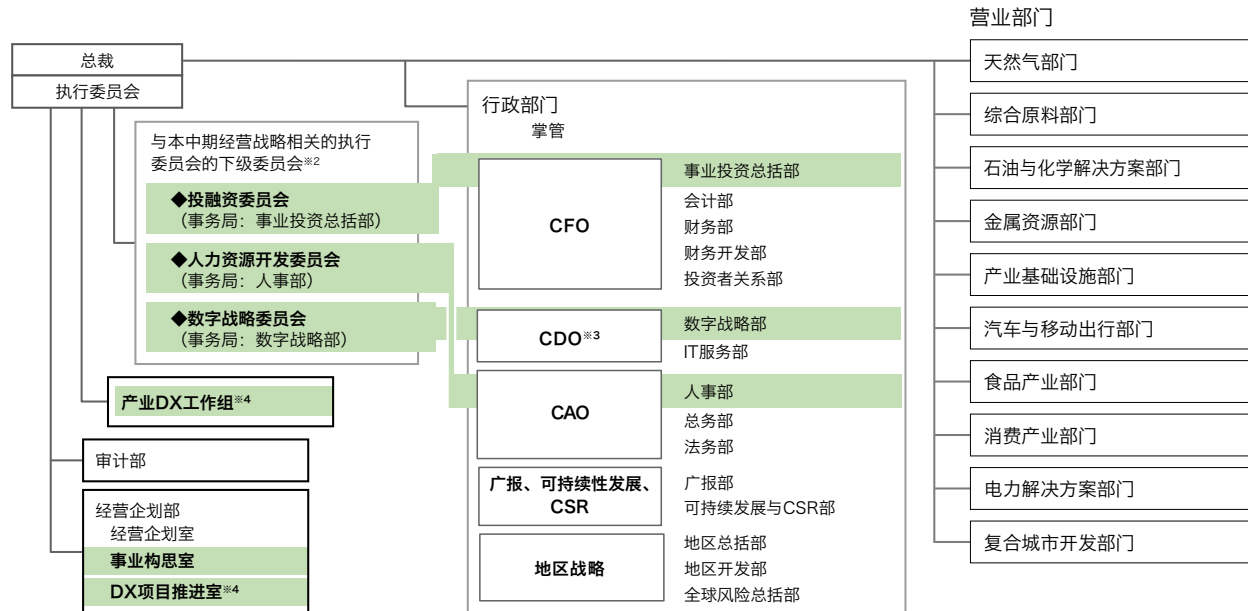 总裁
执行委员会
与本中期经营战略相关的执行
委员会的下级委员会※2
◆投融资委员会
（事务局：事业投资总括部）
◆人力资源开发委员会
（事务局：人事部）
◆数字战略委员会
（事务局：数字战略部）
产业DX工作组※4
审计部
经营企划部
经营企划室
事业构思室
DX项目推进室※4
行政部门
掌管
CFO
事业投资总括部
会计部
财务部
财务开发部
投资者关系部
CDO※3
数字战略部
IT服务部
CAO
人事部
总务部
法务部
广报、可持续性发展、
CSR
广报部
可持续发展与CSR部
地区战略
地区总括部
地区开发部
全球风险总括部
营业部门
天然气部门
综合原料部门
石油与化学解决方案部门
金属资源部门
产业基础设施部门
汽车与移动出行部门
食品产业部门
消费产业部门
电力解决方案部门
复合城市开发部门